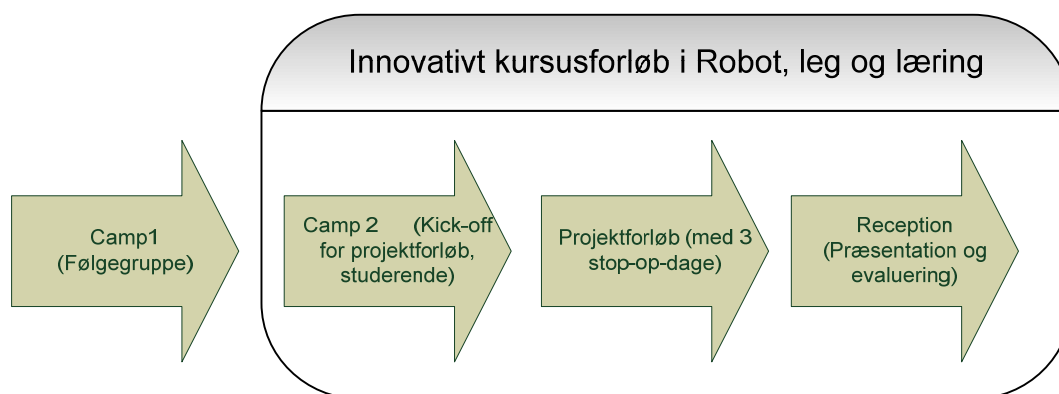 Innovativt kursusforløb i Robot, leg og læring
Camp1
(Følgegruppe)
Camp 2 (Kick-off
for projektforløb,
studerende)
Projektforløb (med 3
stop-op-dage)
Reception
(Præsentation og
evaluering)